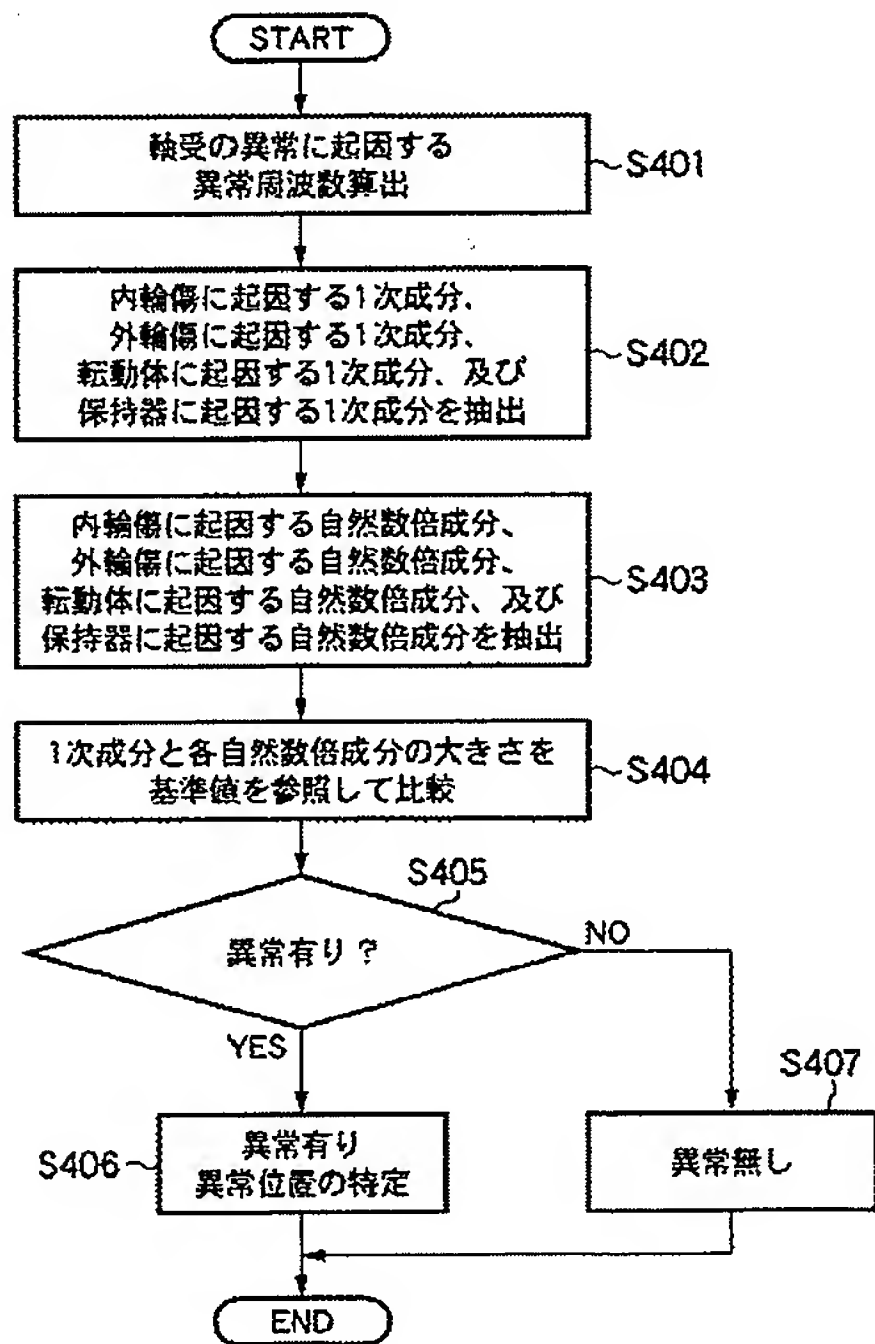 START
軸受の異常に起因する
異常周波数算出
S401
内輪傷に起因する1次成分、
外輪傷に起因する1次成分、
転動体に起因する1次成分、及び
保持器に起因する1次成分を抽出
S402
内輪傷に起因する自然数倍成分、
外輪傷に起因する自然数倍成分、
転動体に起因する自然数倍成分、及び
保持器に起因する自然数倍成分を抽出
S403
1次成分と各自然数倍成分の大きさを
基準値を参照して比較
S404
S405
異常有り?
NO
YES
S407
S406
異常有り
異常位置の特定
異常無し
END